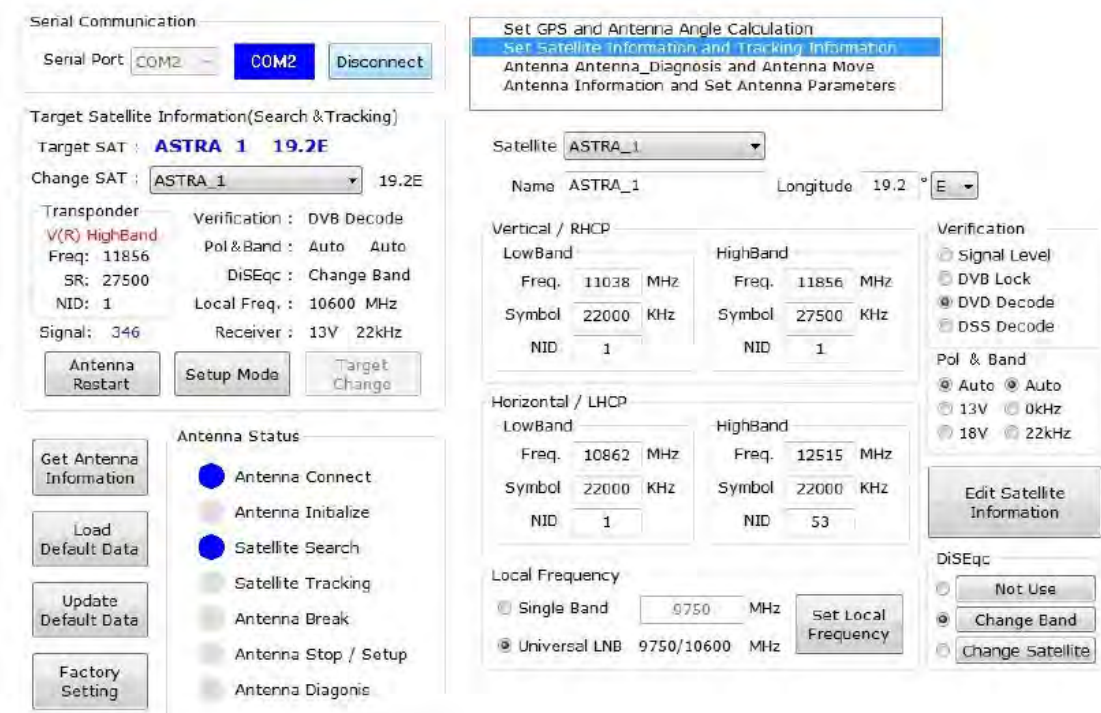 Serial Communication
Serial Port COM2 COM2 Disconnect
Target Satellite Information(Search &Tracking)
Target SAT : ASTRA 1 19.2E
Change SAT : ASTRA_1 19.2E
Transponder
V(R) HighBand
Freq: 11856
SR: 27500
NID: 1
Signal: 346
Verification : DVB Decode
Pol &Band : Auto Auto
DiSEqc : Change Band
Local Freq. : 10600 MHz
Receiver : 13V 22kHz
Antenna
Restart
Setup Mode
Target
Change
Get Antenna
Information
Load
Default Data
Update
Default Data
Factory
Setting
Antenna Status
Antenna Connect
Antenna Initialize
Satellite Search
Satellite Tracking
Antenna Break
Antenna Stop / Setup
Antenna Diagonis
Set GPS and Antenna Angle Calculation
Set Satellite Information and Tracking Information
Antenna Antenna_Diagnosis and Antenna Move
Antenna Information and Set Antenna Parameters
Satellite ASTRA_1
Name ASTRA_1 Longitude 19.2 ° E
Vertical / RHCP
LowBand
Freq. 11038 MHz
Symbol 22000 KHz
NID 1
HighBand
Freq. 11856 MHz
Symbol 27500 KHz
NID 1
Horizontal / LHCP
LowBand
Freq. 10862 MHz
Symbol 22000 KHz
NID 1
HighBand
Freq. 12515 MHz
Symbol 22000 KHz
NID 53
Local Frequency
Single Band 9750 MHz
Universal LNB 9750/10600 MHz
Set Local
Frequency
Verification
Signal Level
DVB Lock
DVD Decode
DSS Decode
Pol & Band
Auto Auto
13V 0kHz
18V 22kHz
Edit Satellite
Information
DiSEqc
Not Use
Change Band
Change Satellite